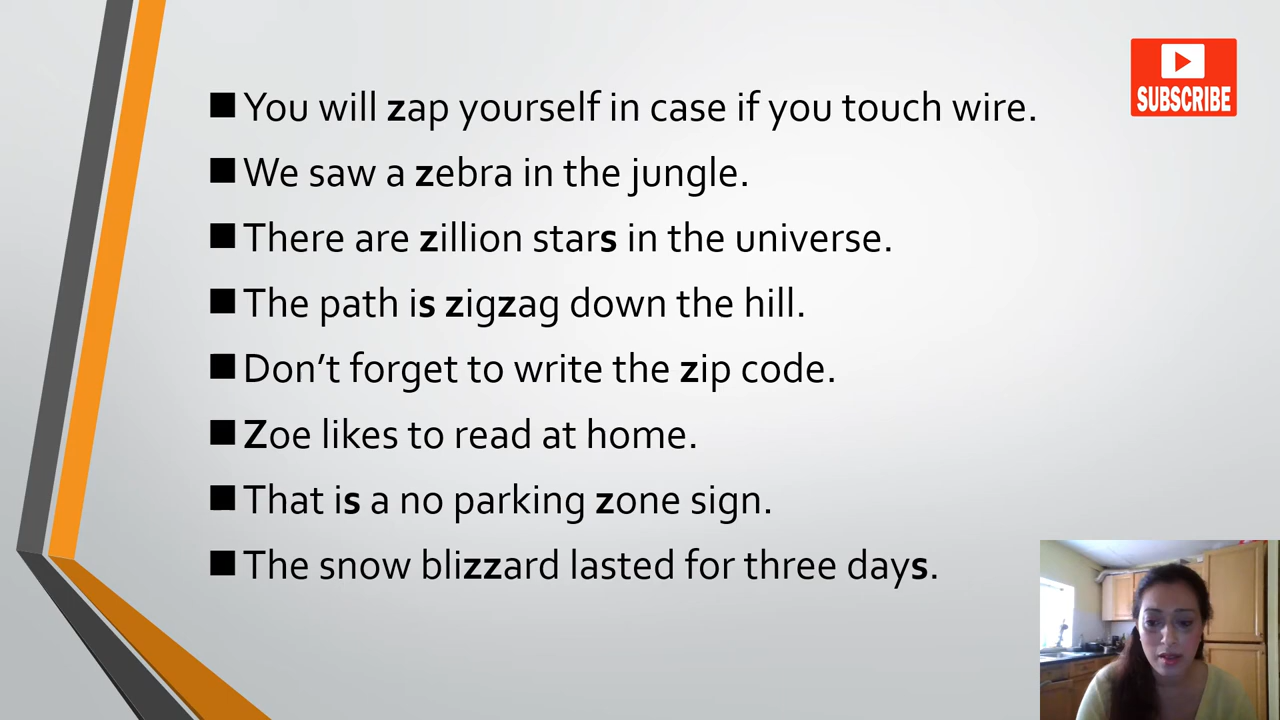 You will zap yourself in case if you touch wire.
We saw a zebra in the jungle.
There are zillion stars in the universe.
The path is zigzag down the hill.
Don’t forget to write the zip code.
Zoe likes to read at home.
That is a no parking zone sign.
The snow blizzard lasted for three days.
SUBSCRIBE